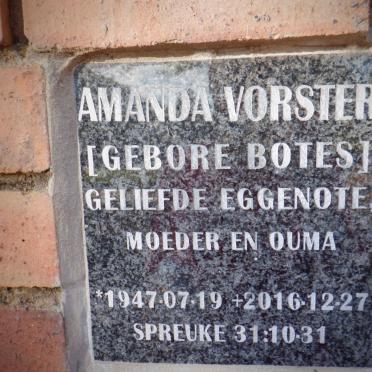 AMANDA VORSTER
[GEBORE BOTES]
GELIEFDE EGGENOTE,
MOEDER EN OUMA
*1947·07·19 +2016·12·27
SPREUKE 31:10-31